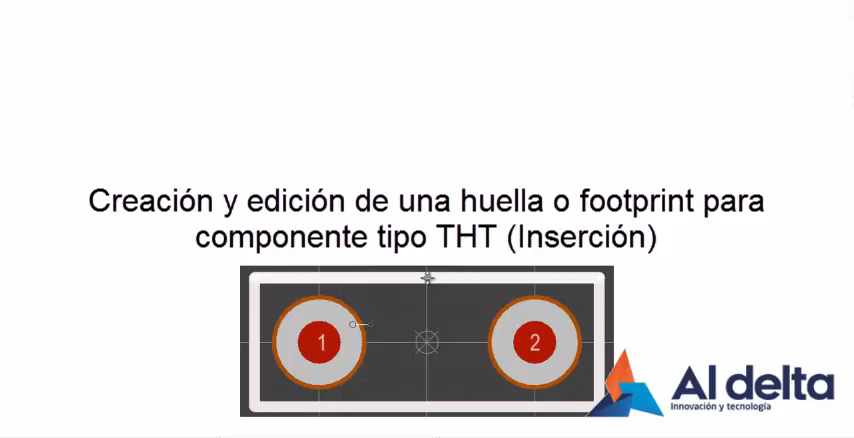 Creación y edición de una huella o footprint para
componente tipo THT (Inserción)
1
2
Al delta
Innovación y tecnología